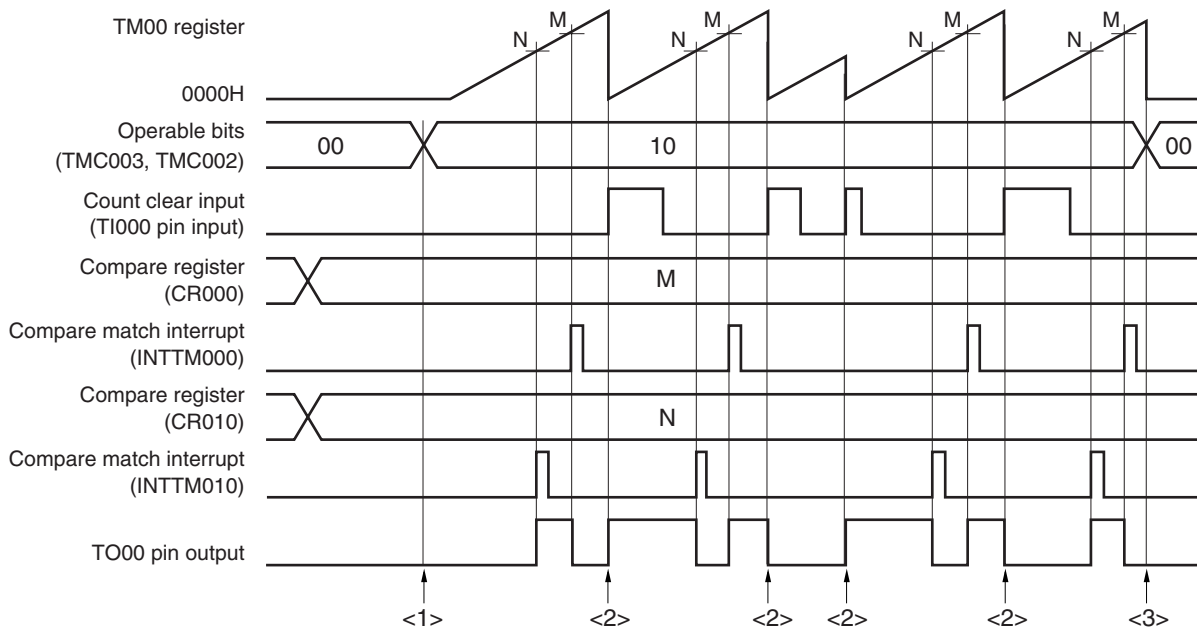 TM00 register
M
N
N
M
N
M
N
M
0000H
Operable bits
(TMC003, TMC002)
00
10
00
Count clear input
(TI000 pin input)
Compare register
(CR000)
M
Compare match interrupt
(INTTM000)
Compare register
(CR010)
N
Compare match interrupt
(INTTM010)
TO00 pin output
<1>
<2>
<2>
<2>
<2>
<3>